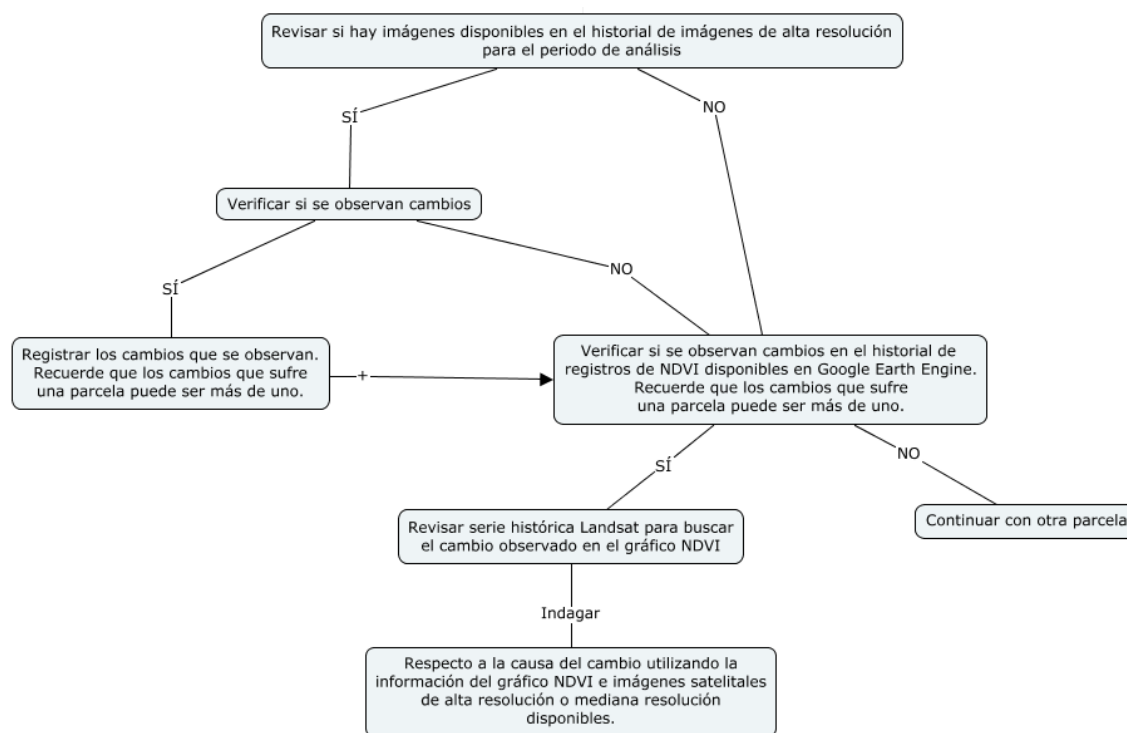 Revisar si hay imágenes disponibles en el historial de imágenes de alta resolución
para el periodo de análisis
SÍ
NO
Verificar si se observan cambios
SÍ
NO
Registrar los cambios que se observan.
Recuerde que los cambios que sufre
una parcela puede ser más de uno.
+
Verificar si se observan cambios en el historial de
registros de NDVI disponibles en Google Earth Engine.
Recuerde que los cambios que sufre
una parcela puede ser más de uno.
SÍ
NO
Revisar serie histórica Landsat para buscar
el cambio observado en el gráfico NDVI
Continuar con otra parcela
Indagar
Respecto a la causa del cambio utilizando la
información del gráfico NDVI e imágenes satelitales
de alta resolución o mediana resolución
disponibles.